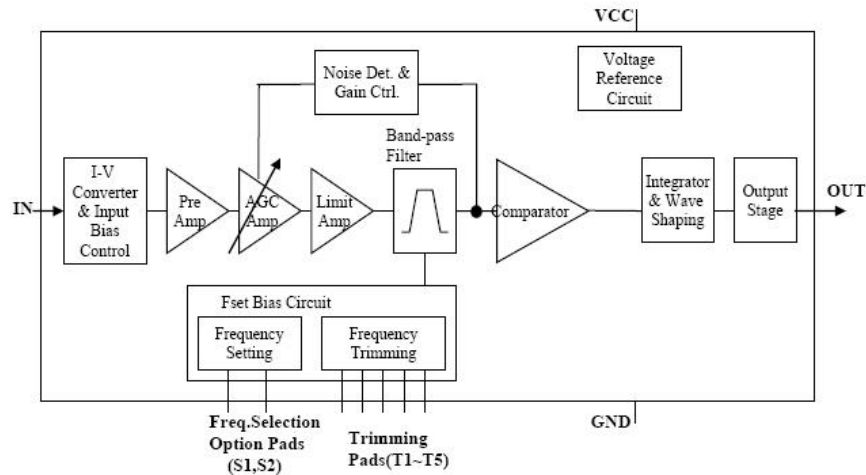 VCC
Noise Det. &
Gain Ctrl.
Voltage
Reference
Circuit
Band-pass
Filter
IN
I-V
Converter
& Input
Bias
Control
Pre
Amp
AGC
Amp
Limit
Amp
Comparator
Integrator
& Wave
Shaping
Output
Stage
OUT
Fset Bias Circuit
Frequency
Setting
Frequency
Trimming
Freq.Selection
Option Pads
(S1,S2)
Trimming
Pads(T1~T5)
GND